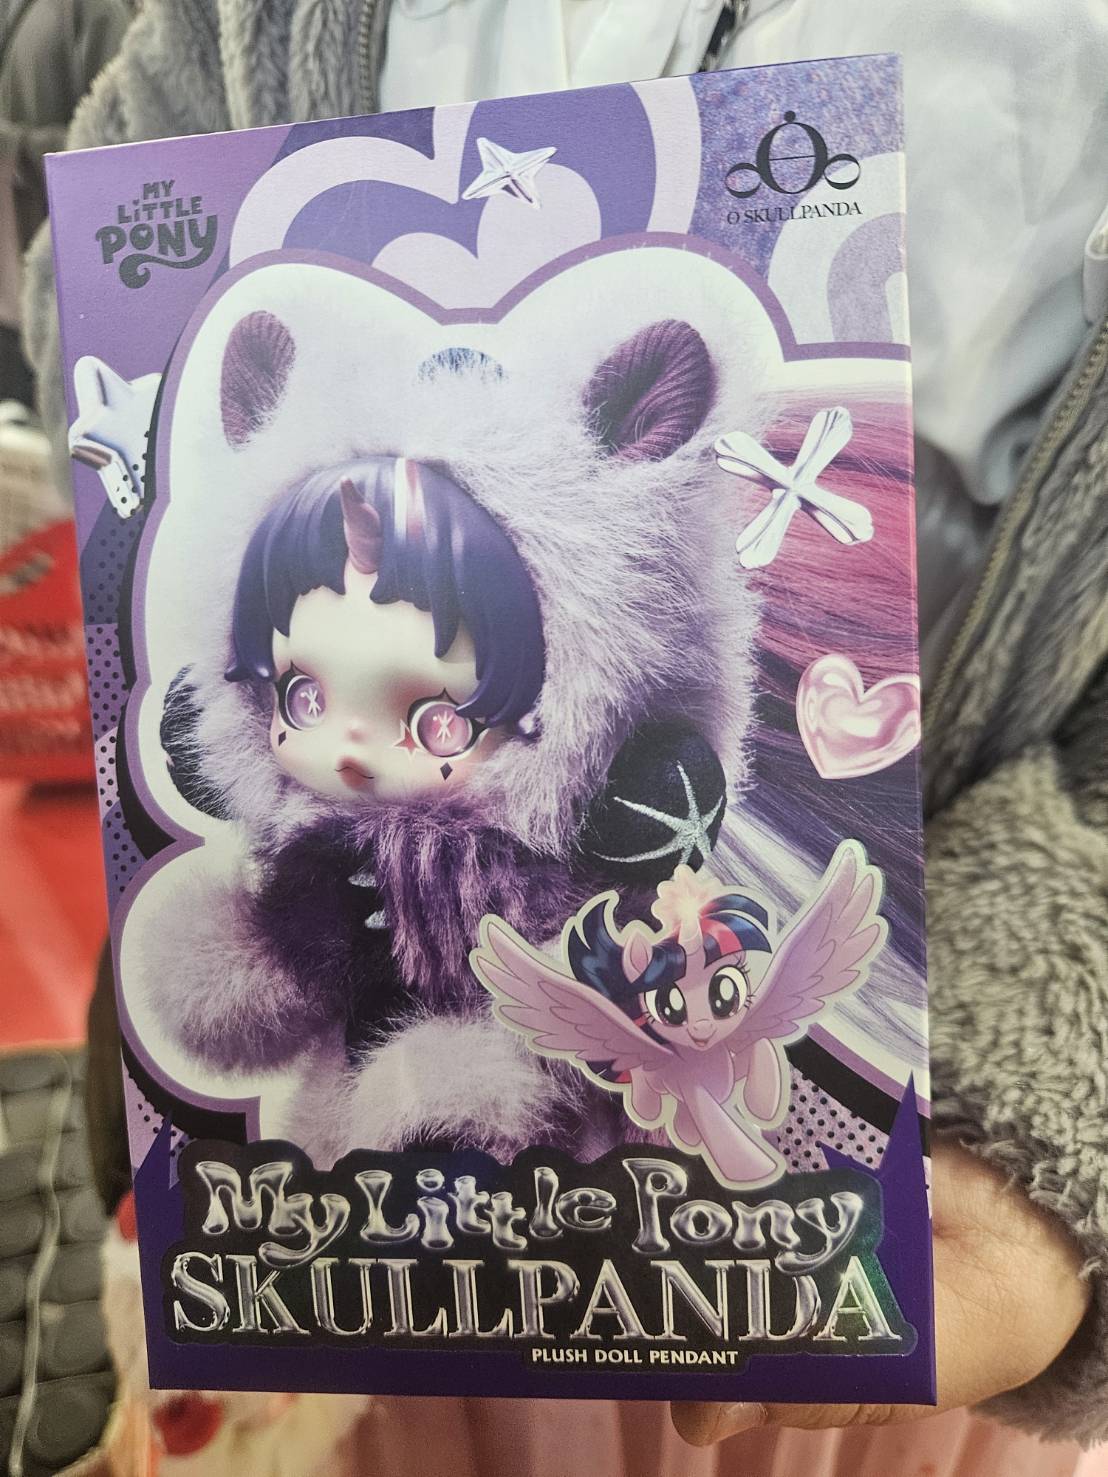 MY
LITTLE
PONY
O SKULLPANDA
My Little Pony
SKULLPANDA
PLUSH DOLL PENDANT